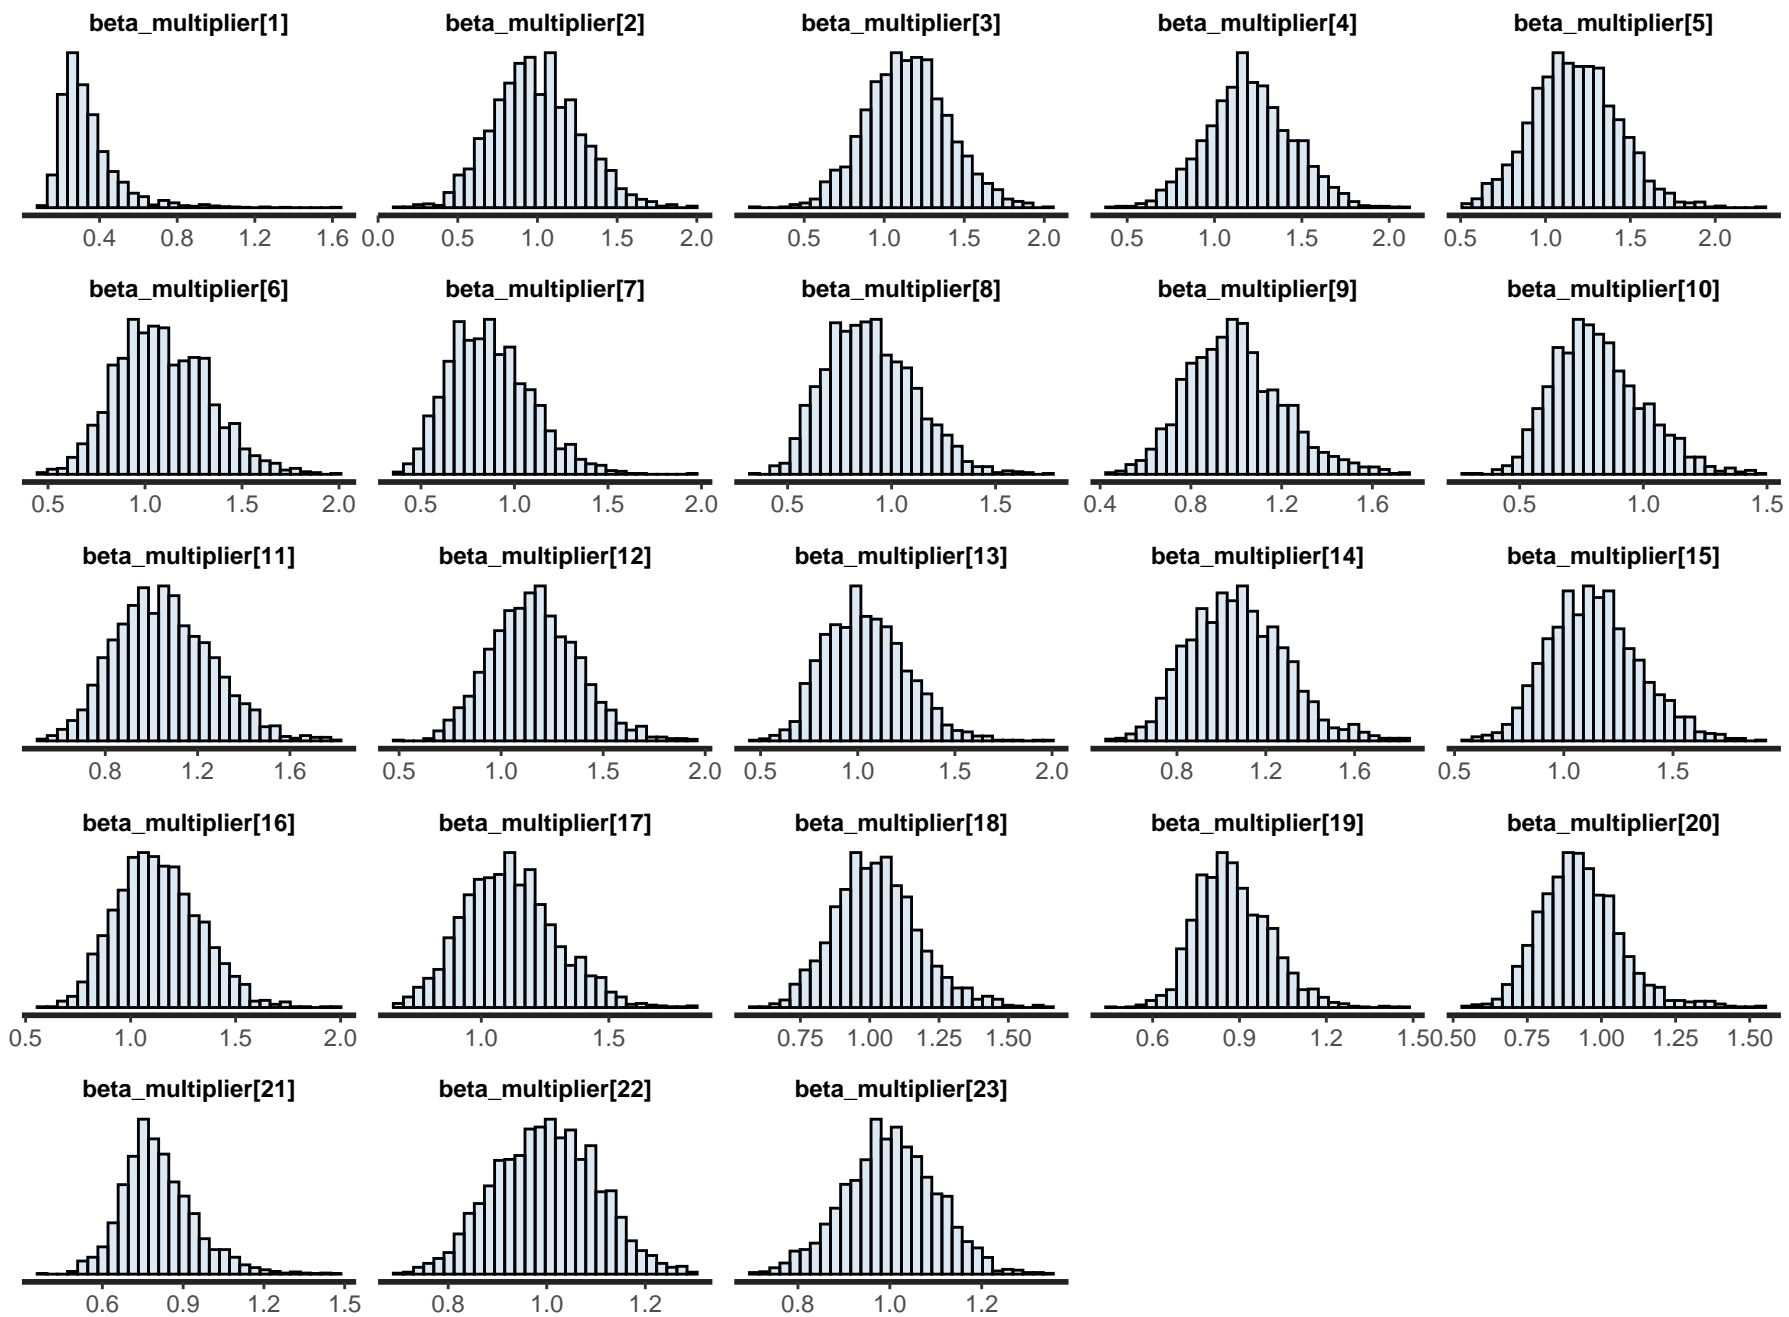 beta_multiplier[1] beta_multiplier[2] beta_multiplier[3] beta_multiplier[4] beta_multiplier[5]
0.4 0.8 1.2 1.6 0.0 0.5 1.0 1.5 2.0 0.5 1.0 1.5 2.0 0.5 1.0 1.5 2.0 0.5 1.0 1.5 2.0
beta_multiplier[6] beta_multiplier[7] beta_multiplier[8] beta_multiplier[9] beta_multiplier[10]
0.5 1.0 1.5 2.0 0.5 1.0 1.5 2.0 0.5 1.0 1.5 0.4 0.8 1.2 1.6 0.5 1.0 1.5
beta_multiplier[11] beta_multiplier[12] beta_multiplier[13] beta_multiplier[14] beta_multiplier[15]
0.8 1.2 1.6 0.5 1.0 1.5 2.0 0.5 1.0 1.5 2.0 0.8 1.2 1.6 0.5 1.0 1.5
beta_multiplier[16] beta_multiplier[17] beta_multiplier[18] beta_multiplier[19] beta_multiplier[20]
0.5 1.0 1.5 2.0 1.0 1.5 0.75 1.00 1.25 1.50 0.6 0.9 1.2 1.5 0.50 0.75 1.00 1.25 1.50
beta_multiplier[21] beta_multiplier[22] beta_multiplier[23]
0.6 0.9 1.2 1.5 0.8 1.0 1.2 0.8 1.0 1.2